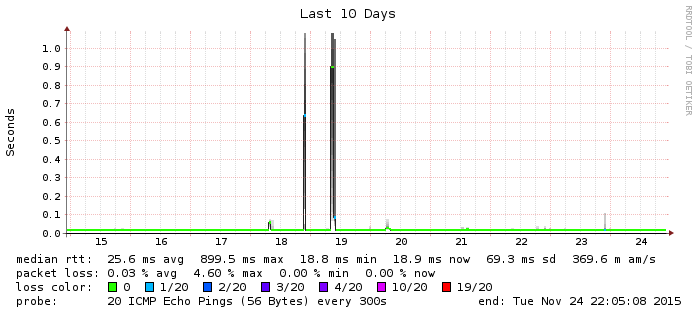 Last 10 Days
RRDTOOL / TOBI OETIKER
Seconds
1.0
0.9
0.8
0.7
0.6
0.5
0.4
0.3
0.2
0.1
0.0
15 16 17 18 19 20 21 22 23 24
median rtt: 25.6 ms avg 899.5 ms max 18.8 ms min 18.9 ms now 69.3 ms sd 369.6 m am/s
packet loss: 0.03 % avg 4.60 % max 0.00 % min 0.00 % now
loss color: 0 1/20 2/20 3/20 4/20 10/20 19/20
probe: 20 ICMP Echo Pings (56 Bytes) every 300s end: Tue Nov 24 22:05:08 2015